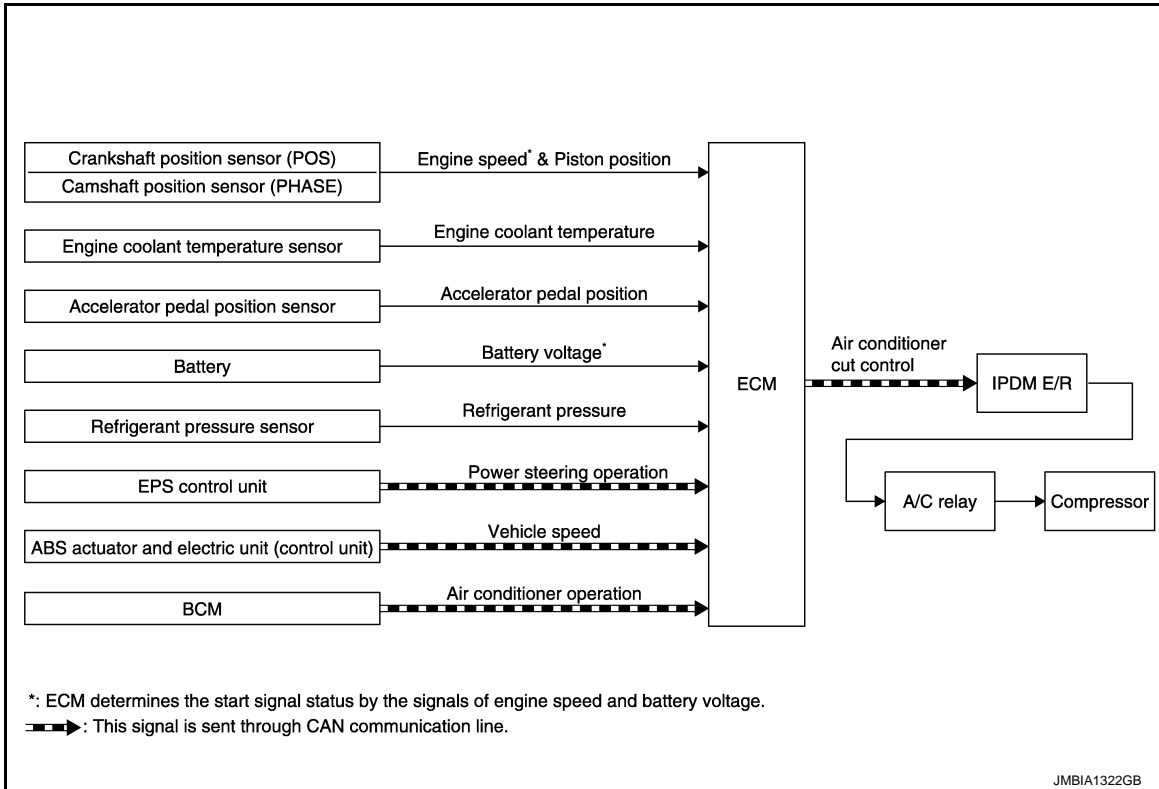 Crankshaft position sensor (POS)
Camshaft position sensor (PHASE)
Engine speed* & Piston position
Engine coolant temperature sensor
Engine coolant temperature
Accelerator pedal position sensor
Accelerator pedal position
Battery
Battery voltage*
Refrigerant pressure sensor
Refrigerant pressure
EPS control unit
Power steering operation
ABS actuator and electric unit (control unit)
Vehicle speed
BCM
Air conditioner operation
ECM
Air conditioner
cut control
IPDM E/R
A/C relay
Compressor
*: ECM determines the start signal status by the signals of engine speed and battery voltage.
: This signal is sent through CAN communication line.
JMBIA1322GB